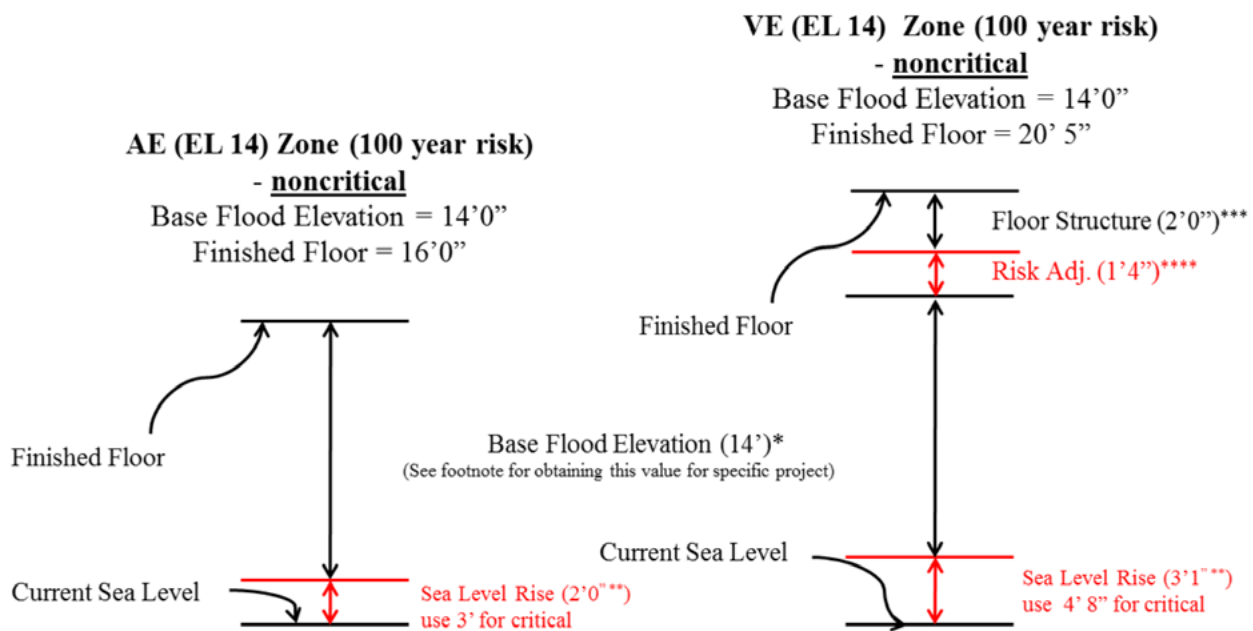 AE (EL 14) Zone (100 year risk)
- noncritical
Base Flood Elevation = 14’0”
Finished Floor = 16’0”
Finished Floor
Current Sea Level
Sea Level Rise (2’0”**)
use 3’ for critical
Base Flood Elevation (14’)*
(See footnote for obtaining this value for specific project)
VE (EL 14) Zone (100 year risk)
- noncritical
Base Flood Elevation = 14’0”
Finished Floor = 20’ 5”
Floor Structure (2’0”)***
Risk Adj. (1’4”)****
Finished Floor
Current Sea Level
Sea Level Rise (3’1”**)
use 4’ 8” for critical